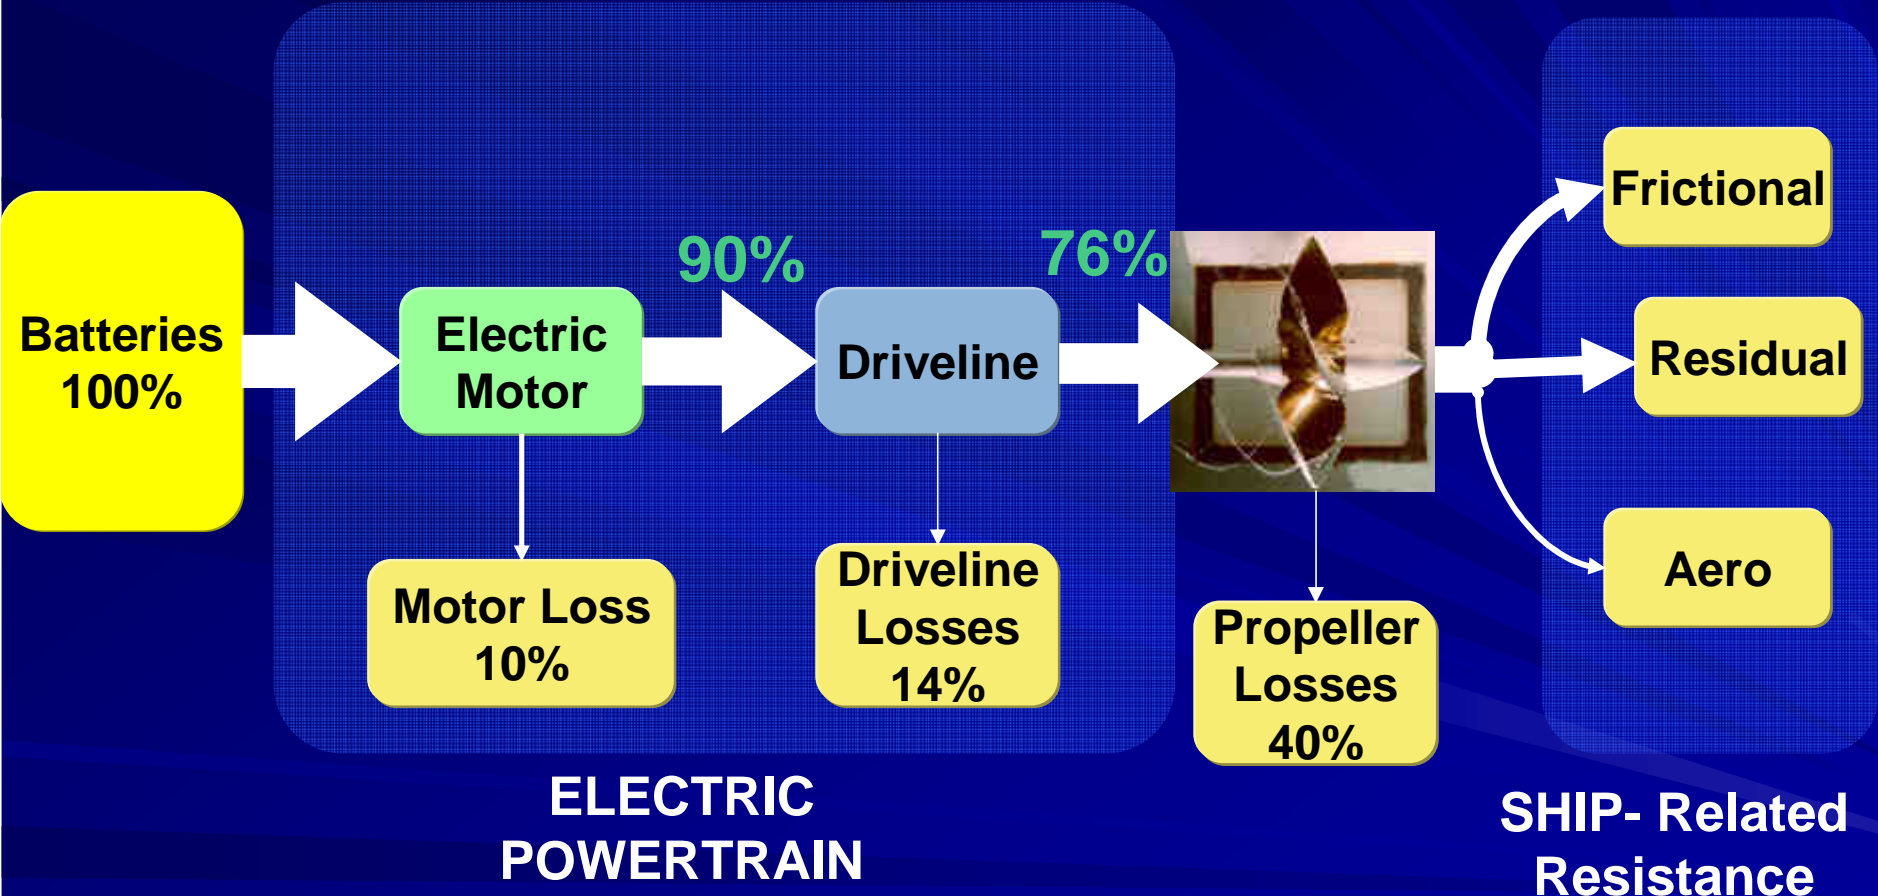 Batteries
100%
Electric
Motor
90%
Driveline
76%
Motor Loss
10%
Driveline
Losses
14%
Propeller
Losses
40%
Frictional
Residual
Aero
ELECTRIC
POWERTRAIN
SHIP- Related
Resistance